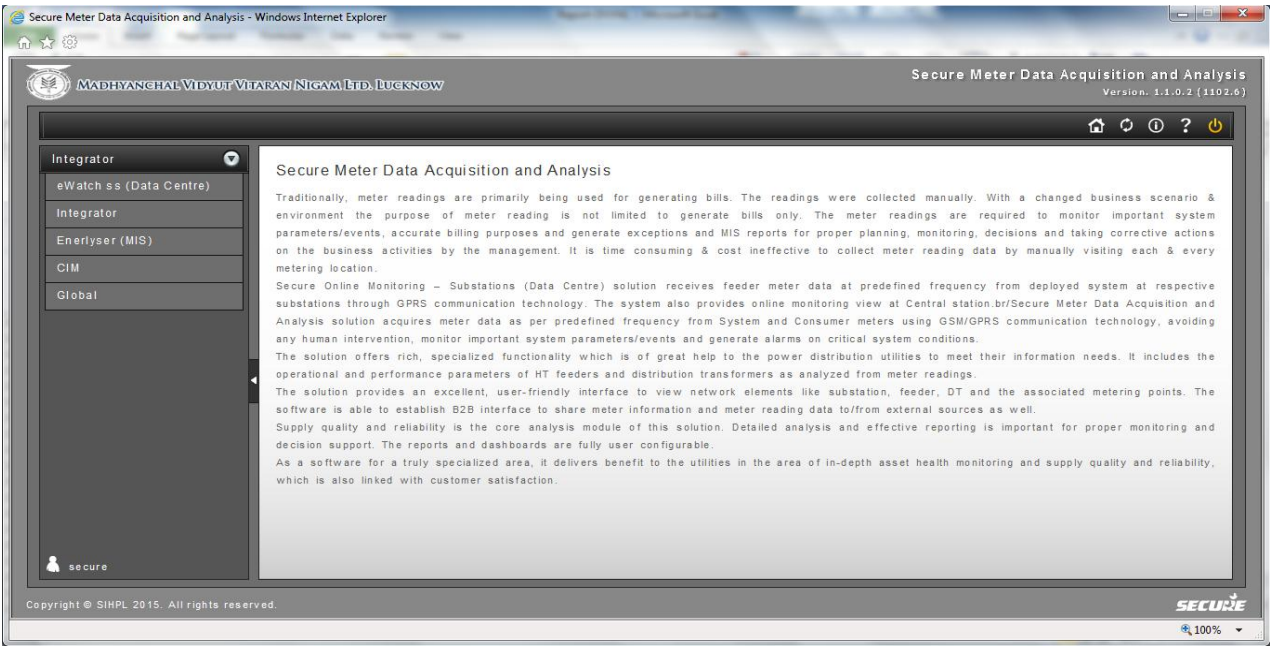 Secure Meter Data Acquisition and Analysis - Windows Internet Explorer
MADHYANCHAL VIDYUT VITARAN NIGAM LTD. LUCKNOW
Secure Meter Data Acquisition and Analysis
Version. 1.1.0.2 (1102.6)
Integrator
eWatch ss (Data Centre)
Integrator
Enerlyser (MIS)
CIM
Global
secure
Secure Meter Data Acquisition and Analysis
Traditionally, meter readings are primarily being used for generating bills. The readings were collected manually. With a changed business scenario &
environment the purpose of meter reading is not limited to generate bills only. The meter readings are required to monitor important system
parameters/events, accurate billing purposes and generate exceptions and MIS reports for proper planning, monitoring, decisions and taking corrective actions
on the business activities by the management. It is time consuming & cost ineffective to collect meter reading data by manually visiting each & every
metering location.
Secure Online Monitoring – Substations (Data Centre) solution receives feeder meter data at predefined frequency from deployed system at respective
substations through GPRS communication technology. The system also provides online monitoring view at Central station.br/Secure Meter Data Acquisition and
Analysis solution acquires meter data as per predefined frequency from System and Consumer meters using GSM/GPRS communication technology, avoiding
any human intervention, monitor important system parameters/events and generate alarms on critical system conditions.
The solution offers rich, specialized functionality which is of great help to the power distribution utilities to meet their information needs. It includes the
operational and performance parameters of HT feeders and distribution transformers as analyzed from meter readings.
The solution provides an excellent, user-friendly interface to view network elements like substation, feeder, DT and the associated metering points. The
software is able to establish B2B interface to share meter information and meter reading data to/from external sources as well.
Supply quality and reliability is the core analysis module of this solution. Detailed analysis and effective reporting is important for proper monitoring and
decision support. The reports and dashboards are fully user configurable.
As a software for a truly specialized area, it delivers benefit to the utilities in the area of in-depth asset health monitoring and supply quality and reliability,
which is also linked with customer satisfaction.
Copyright © SIHPL 2015. All rights reserved.
SECURE
100%